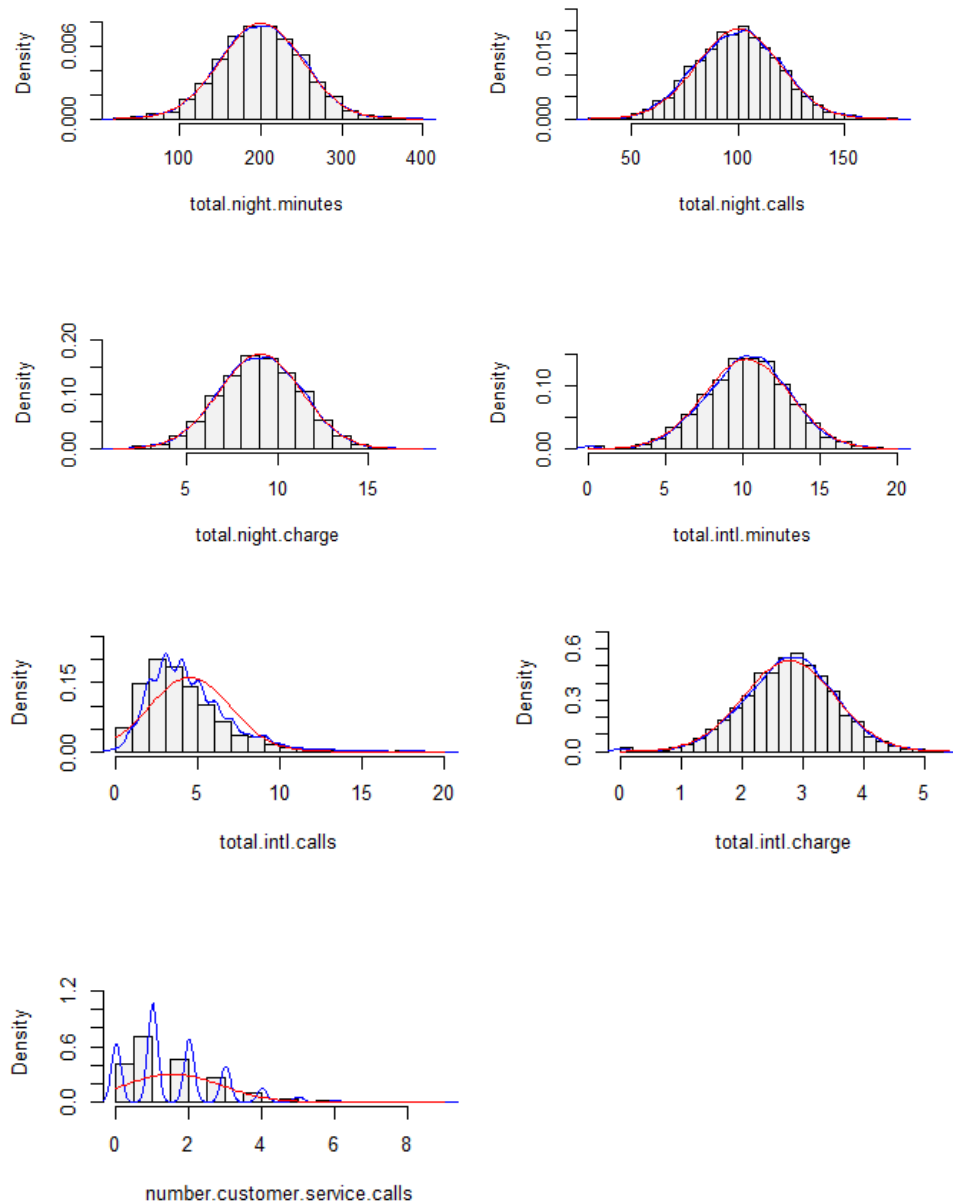 Density
0.000 0.006
100 200 300 400
total.night.minutes
Density
0.000 0.015
50 100 150
total.night.calls
Density
0.00 0.10 0.20
5 10 15
total.night.charge
Density
0.00 0.10
0 5 10 15 20
total.intl.minutes
Density
0.00 0.15
0 5 10 15 20
total.intl.calls
Density
0.0 0.3 0.6
0 1 2 3 4 5
total.intl.charge
Density
0.0 0.6 1.2
0 2 4 6 8
number.customer.service.calls